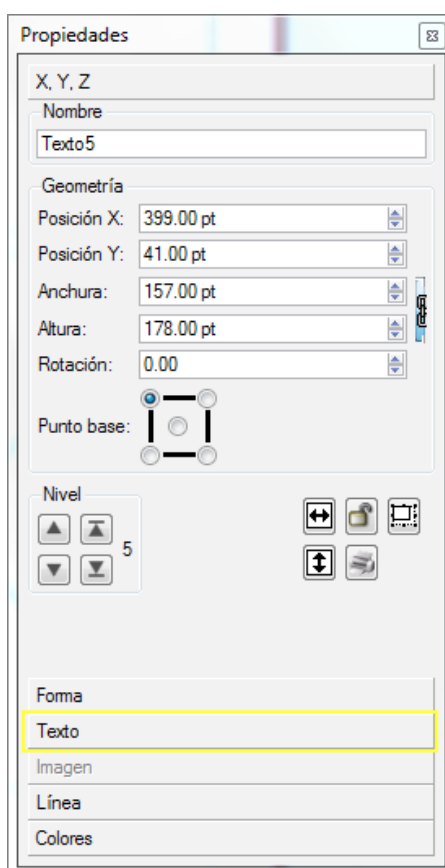 Propiedades
X, Y, Z
Nombre
Texto5
Geometría
Posición X: 399.00 pt
Posición Y: 41.00 pt
Anchura: 157.00 pt
Altura: 178.00 pt
Rotación: 0.00
Punto base:
Nivel
5
Forma
Texto
Imagen
Línea
Colores